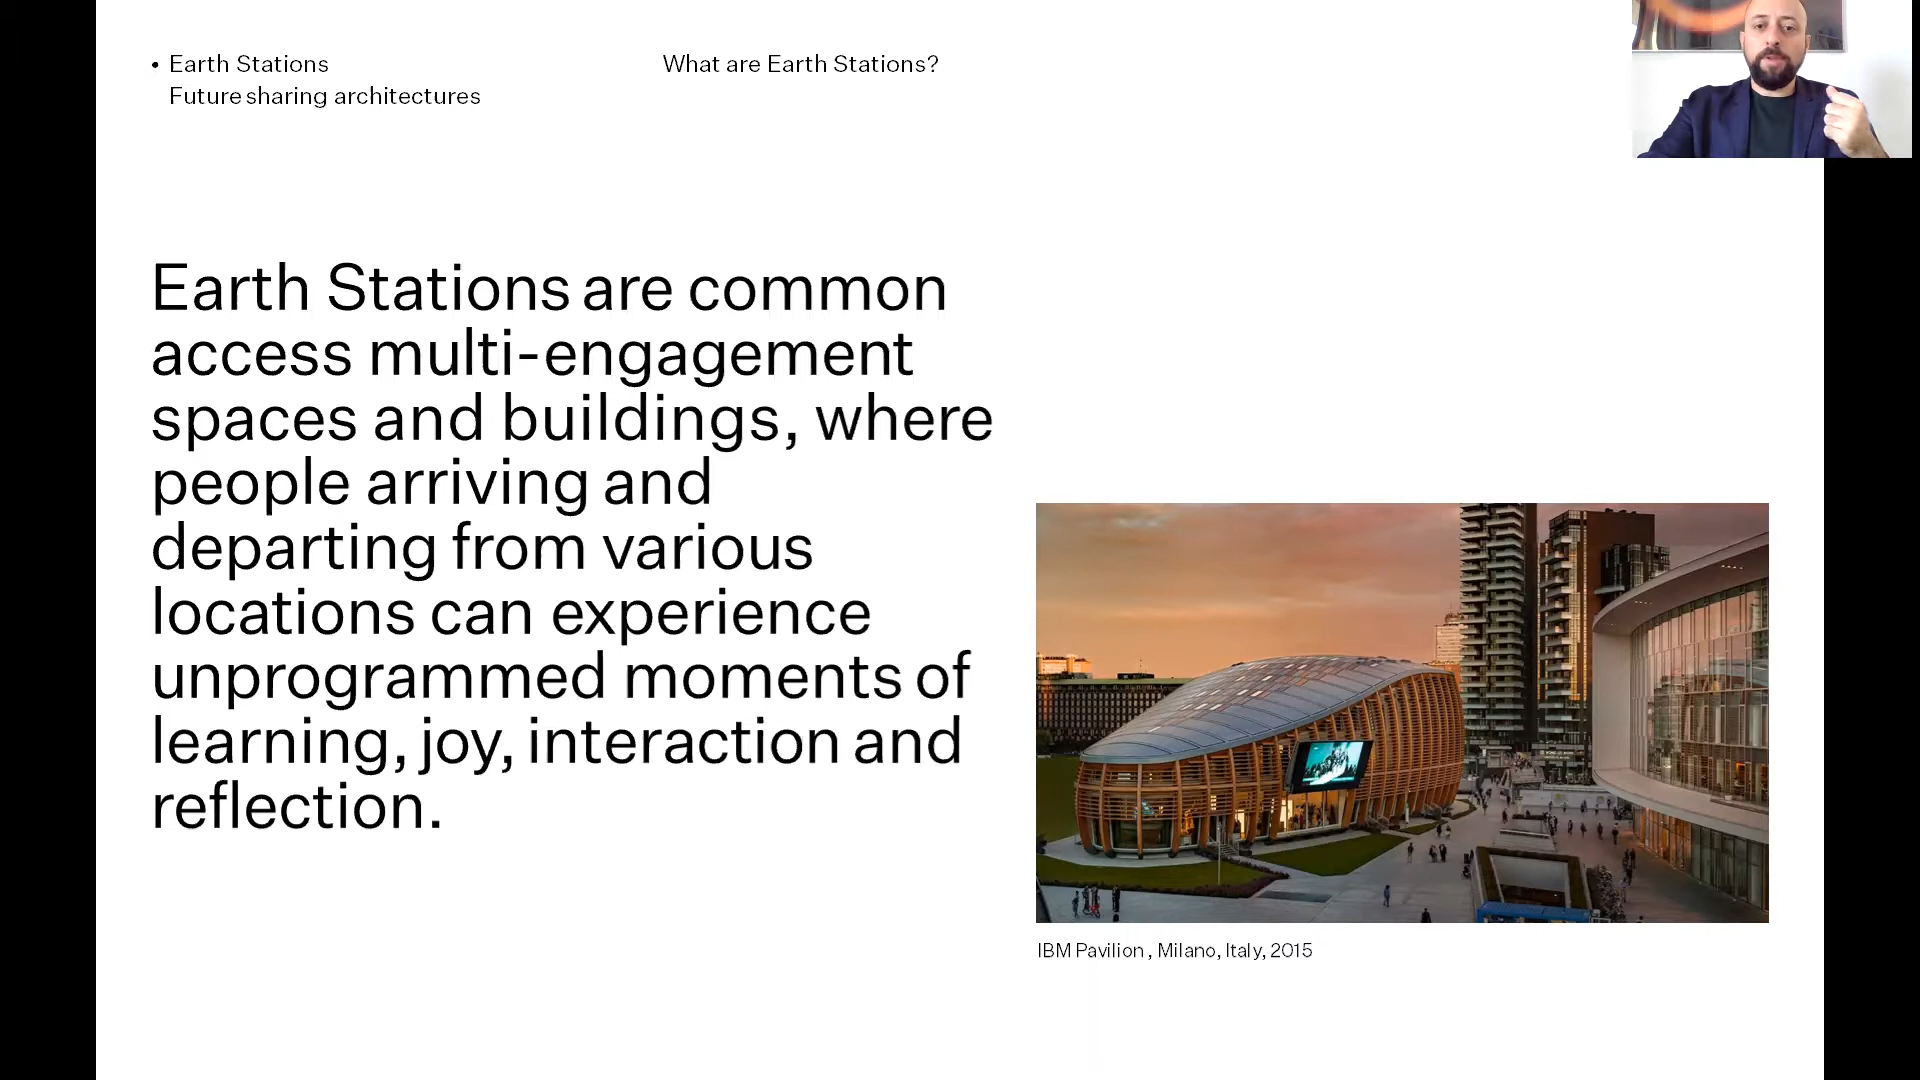 • Earth Stations
Future sharing architectures
What are Earth Stations?
Earth Stations are common
access multi-engagement
spaces and buildings, where
people arriving and
departing from various
locations can experience
unprogrammed moments of
learning, joy, interaction and
reflection.
IBM Pavilion , Milano, Italy, 2015